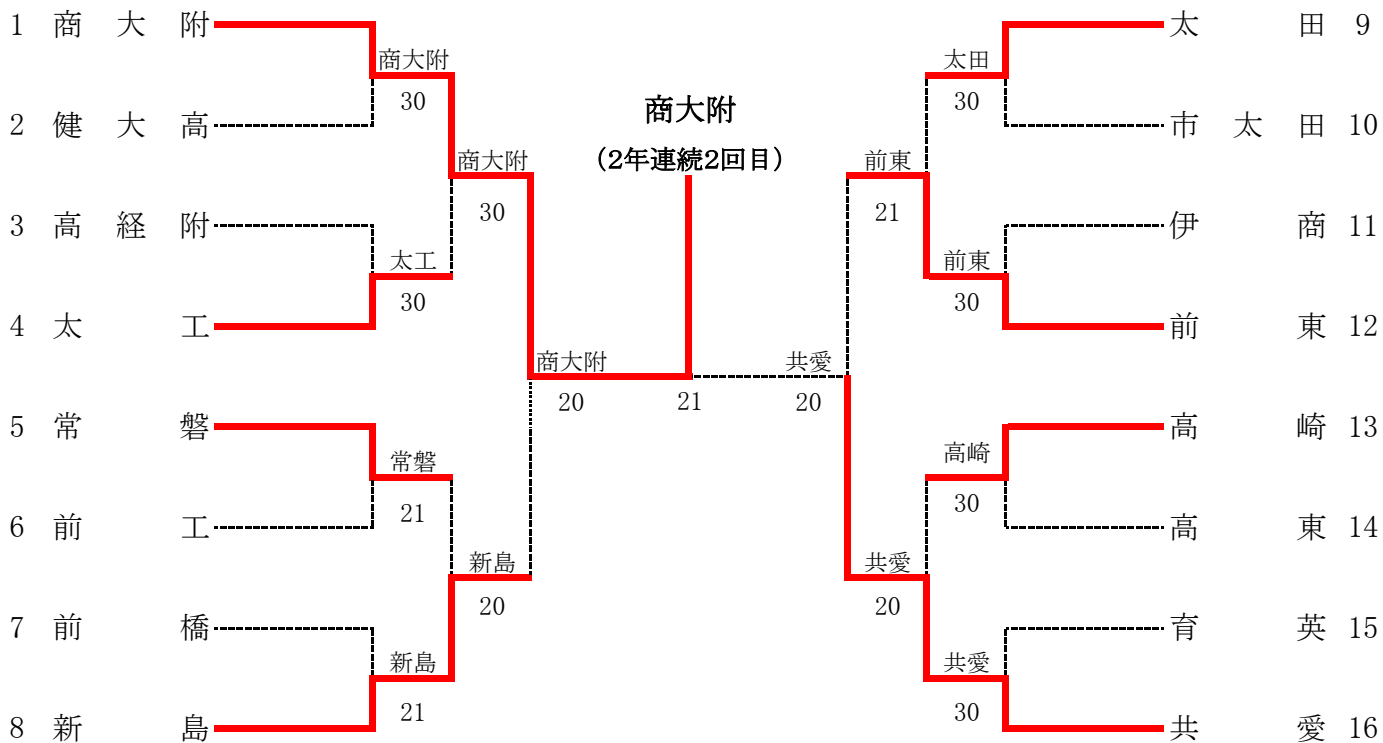 1 商大附
商大附
30
2 健大高
商大附
30
3 高経附
太工
30
4 太工
商大附
20
5 常磐
常磐
21
6 前工
新島
20
7 前橋
新島
21
8 新島
商大附
(2年連続2回目)
21
太田 9
太田
30
市太田 10
前東
21
伊商 11
前東
30
前東 12
共愛
20
高崎 13
高崎
30
高東 14
共愛
20
育英 15
共愛
30
共愛 16